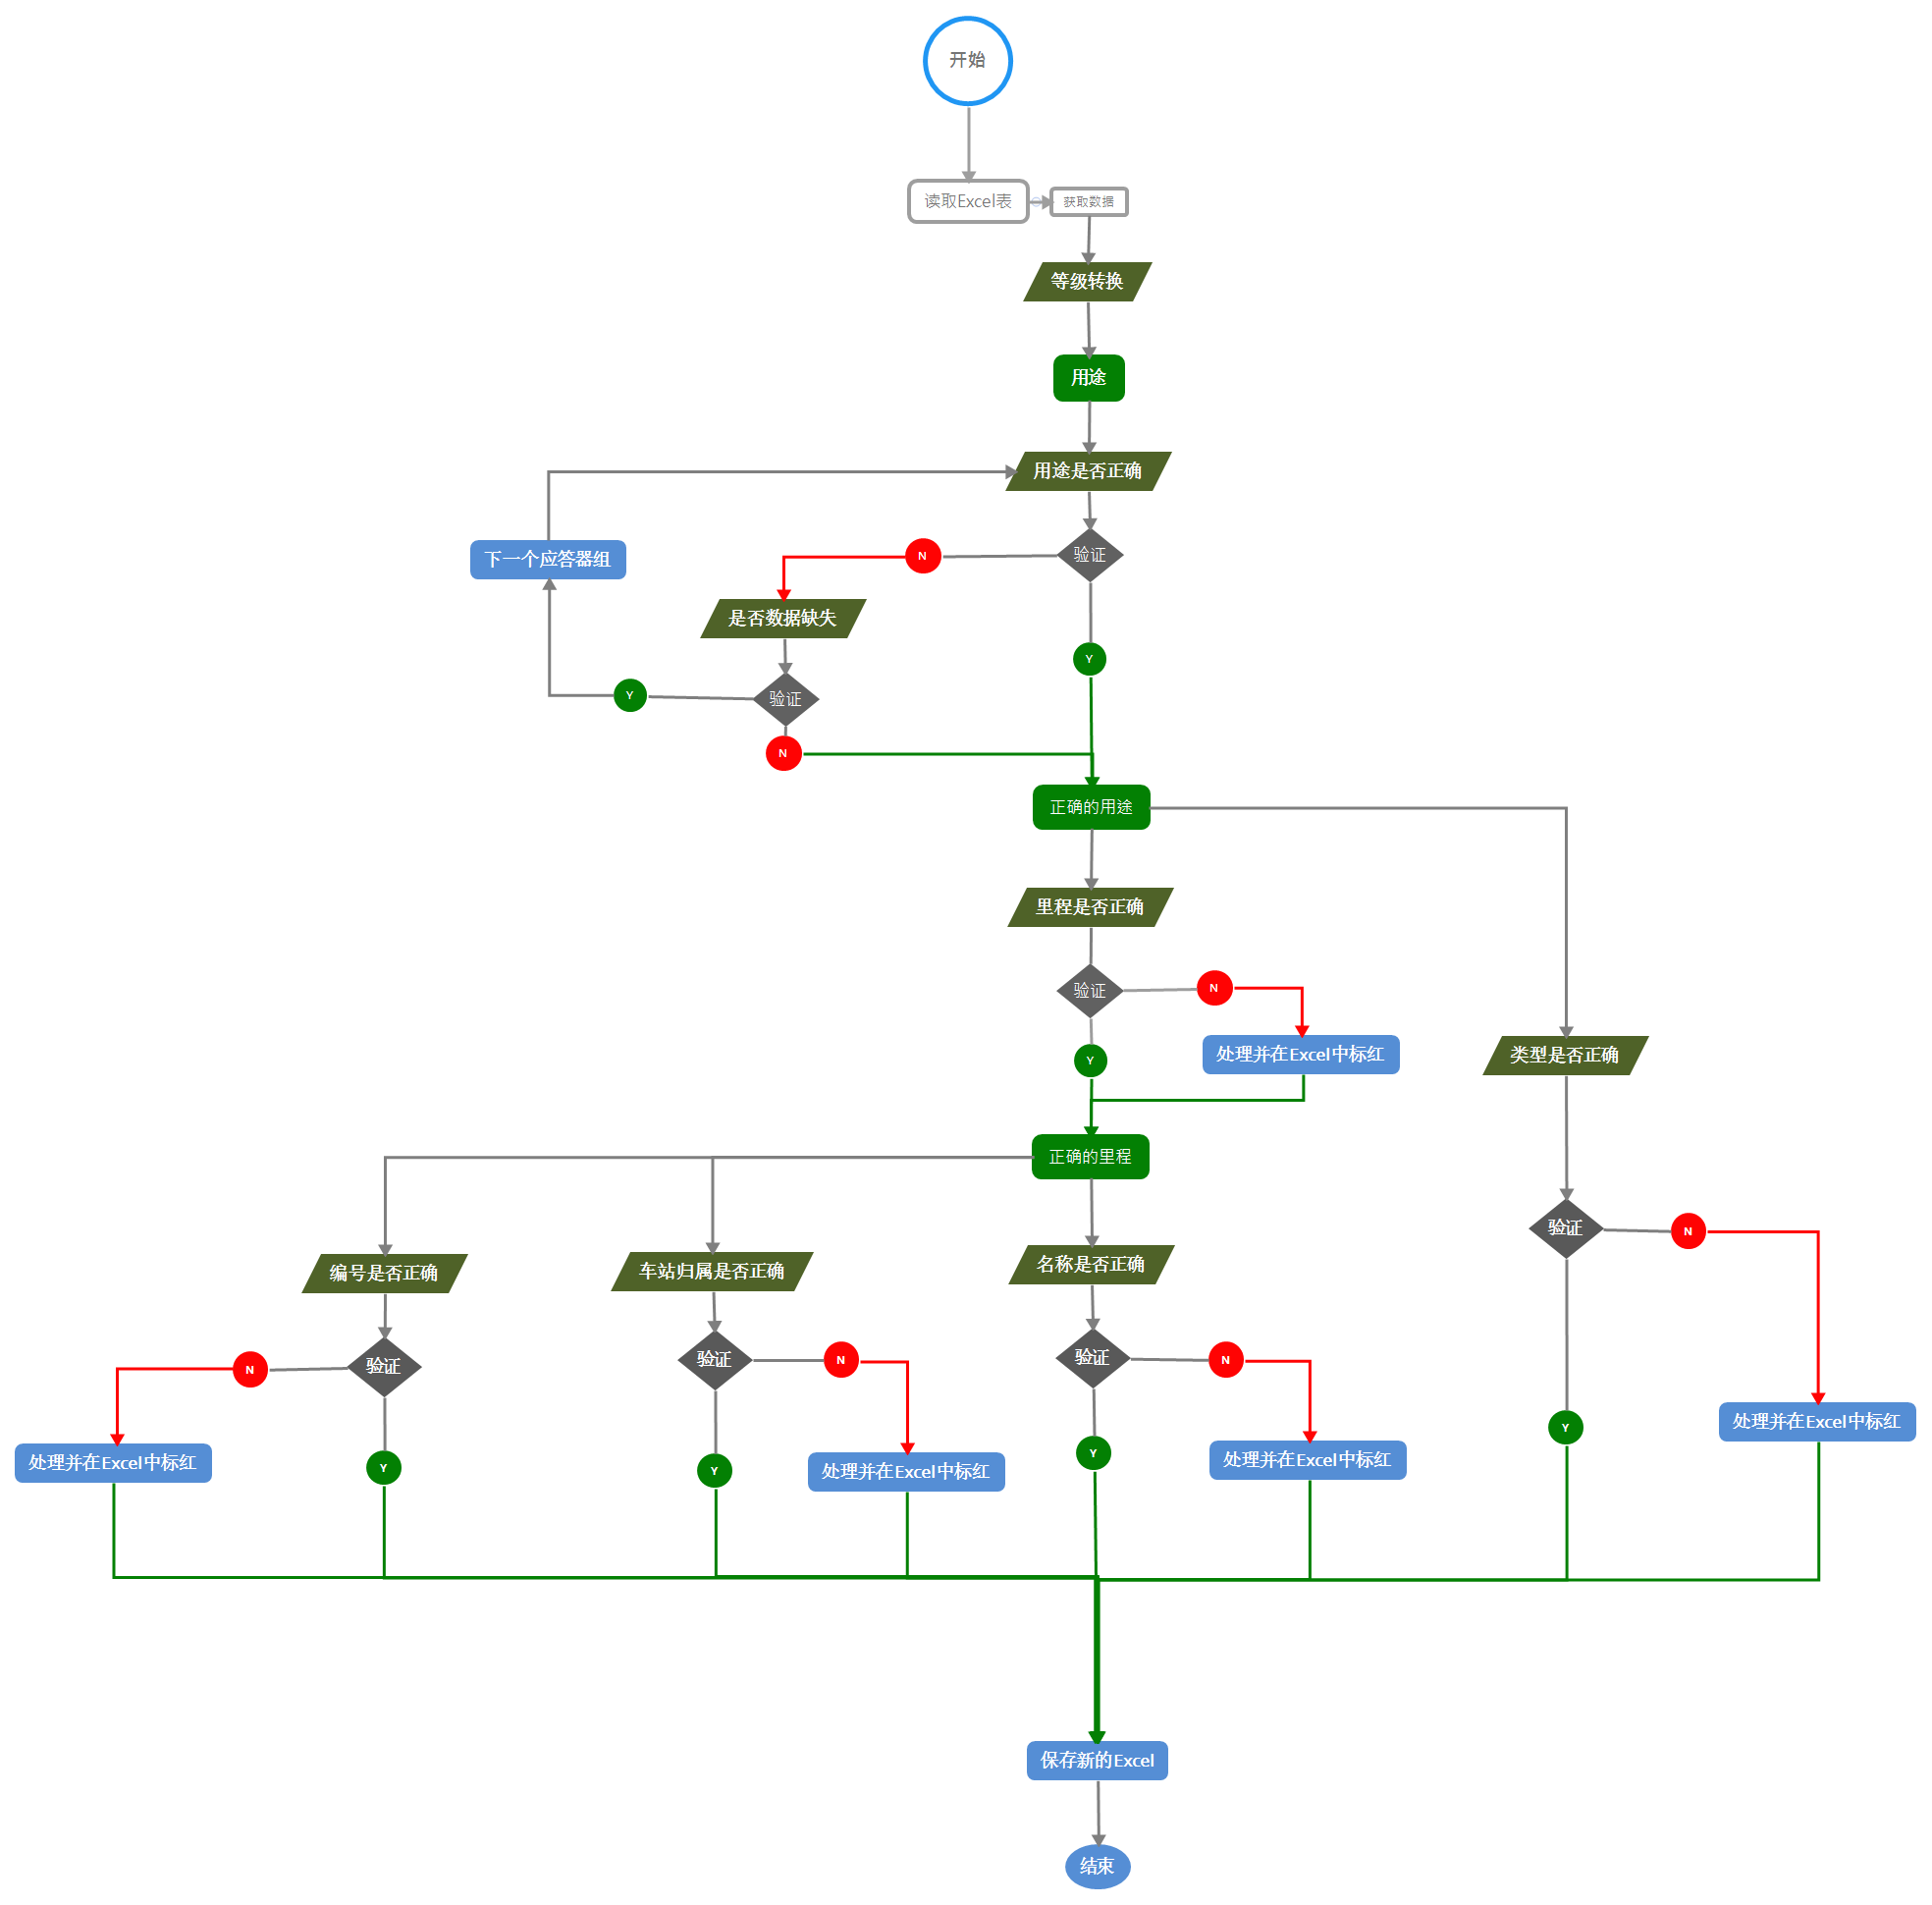 开始
读取Excel表
获取数据
等级转换
用途
用途是否正确
下一个应答器组
N
验证
是否数据缺失
Y
Y
验证
N
正确的用途
里程是否正确
验证
N
Y
处理并在Excel中标红
类型是否正确
正确的里程
验证
N
编号是否正确
车站归属是否正确
名称是否正确
N
验证
验证
N
验证
N
处理并在Excel中标红
Y
Y
处理并在Excel中标红
Y
处理并在Excel中标红
Y
处理并在Excel中标红
保存新的Excel
结束